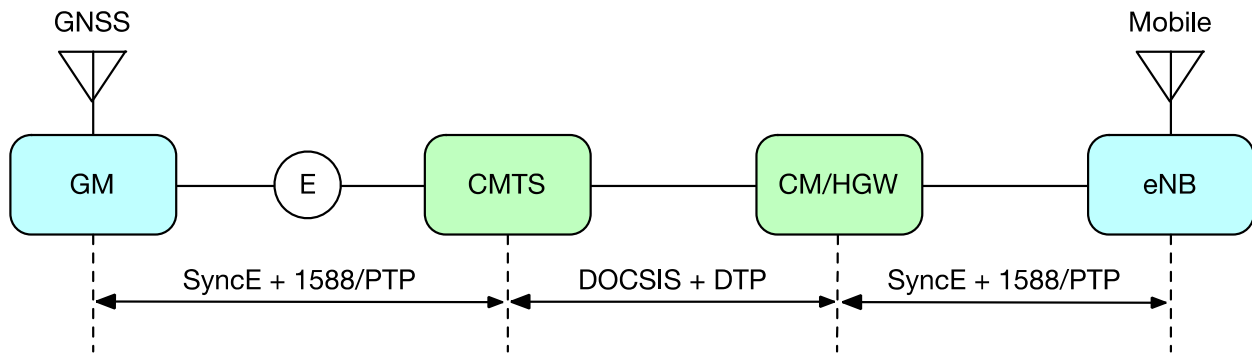 GNSS
Mobile
GM
E
CMTS
CM/HGW
eNB
SyncE + 1588/PTP
DOCSIS + DTP
SyncE + 1588/PTP